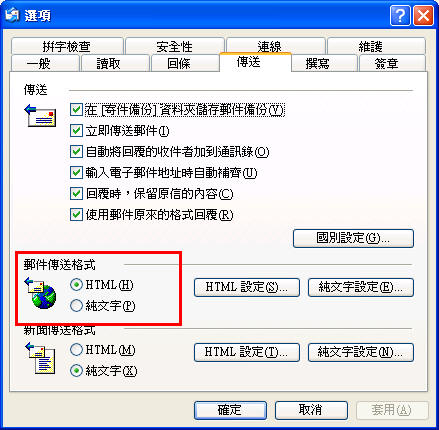 選項
拼字檢查 安全性 連線 維護
一般 讀取 回條 傳送 撰寫 簽章
傳送
在 [寄件備份] 資料夾儲存郵件備份(V)
立即傳送郵件(I)
自動將回覆的收件者加到通訊錄(O)
輸入電子郵件地址時自動補齊(U)
回覆時，保留原信的內容(C)
使用郵件原來的格式回覆(R)
國別設定(G)...
郵件傳送格式
HTML(H) HTML 設定(S)... 純文字設定(E)...
純文字(P)
新聞傳送格式
HTML(M) HTML 設定(T)... 純文字設定(N)...
純文字(X)
確定 取消 套用(A)